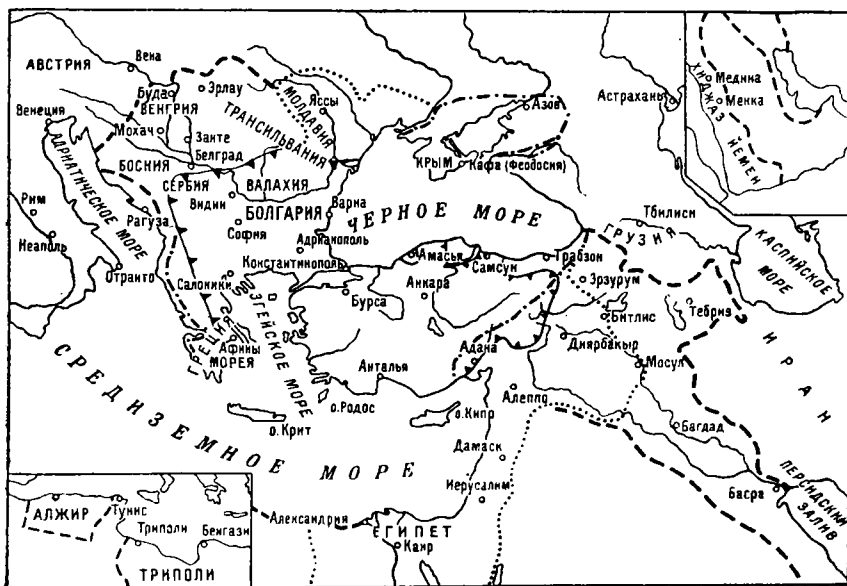 АВСТРИЯ
Вена
Буда
Эрлау
ВЕНГРИЯ
ТРАНСИЛЬВАНИЯ
МОЛДАВИЯ
Яссы
Венеция
Мохач
Занте
Белград
БОСНИЯ
СЕРБИЯ
ВАЛАХИЯ
Видин
БОЛГАРИЯ
Варна
София
Адрианополь
Константинополь
АДРИАТИЧЕСКОЕ МОРЕ
Рагуза
Рим
Неаполь
Отранто
Салоники
ГРЕЦИЯ
Афины
МОРЕЯ
ЭГЕЙСКОЕ МОРЕ
Азов
КРЫМ
Кафа (Феодосия)
ЧЕРНОЕ МОРЕ
Астрахань
Тбилиси
ГРУЗИЯ
КАСПИЙСКОЕ
МОРЕ
Амасья
Самсун
Трабзон
Анкара
Бурса
Эрзурум
Битлис
Тебриз
Диярбакыр
Мосул
ИРАН
Адана
Анталья
Алеппо
о.Родос
о.Кипр
о.Крит
СРЕДИЗЕМНОЕ МОРЕ
Дамаск
Иерусалим
Багдад
Басра
ПЕРСИДСКИЙ
ЗАЛИВ
Александрия
ЕГИПЕТ
Каир
Медина
Мекка
ХИДЖАЗ
ЙЕМЕН
АЛЖИР
Тунис
Триполи
Бенгази
ТРИПОЛИ